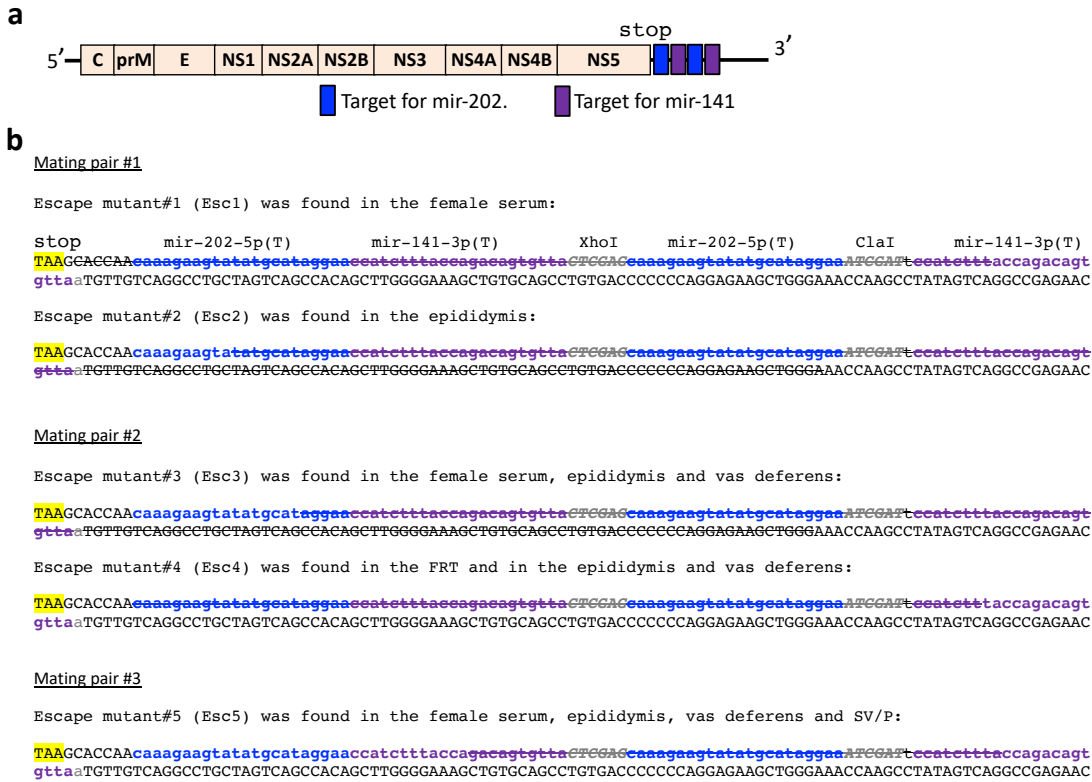 a
stop
5’ C prM E NS1 NS2A NS2B NS3 NS4A NS4B NS5 3’
Target for mir-202. Target for mir-141
b
Mating pair #1
Escape mutant#1 (Esc1) was found in the female serum:
stop mir-202-5p(T) mir-141-3p(T) XhoI mir-202-5p(T) ClaI mir-141-3p(T)
TAAGCACCAAcaaagaagtatatgcataggaaccatctttaccagacagtgttaCTCGAGcaaagaagtatatgcataggaaATCGATtccatctttaccagacagt
gttaaTGTTGTCAGGCCTGCTAGTCAGCCACAGCTTGGGGAAAGCTGTGCAGCCTGTGACCCCCCCAGGAGAAGCTGGGAAACCAAGCCTATAGTCAGGCCGAGAAC
Escape mutant#2 (Esc2) was found in the epididymis:
TAAGCACCAAcaaagaagtatatgcataggaaccatctttaccagacagtgttaCTCGAGcaaagaagtatatgcataggaaATCGATtccatctttaccagacagt
gttaaTGTTGTCAGGCCTGCTAGTCAGCCACAGCTTGGGGAAAGCTGTGCAGCCTGTGACCCCCCCAGGAGAAGCTGGGAAACCAAGCCTATAGTCAGGCCGAGAAC
Mating pair #2
Escape mutant#3 (Esc3) was found in the female serum, epididymis and vas deferens:
TAAGCACCAAcaaagaagtatatgcataggaaccatctttaccagacagtgttaCTCGAGcaaagaagtatatgcataggaaATCGATtccatctttaccagacagt
gttaaTGTTGTCAGGCCTGCTAGTCAGCCACAGCTTGGGGAAAGCTGTGCAGCCTGTGACCCCCCCAGGAGAAGCTGGGAAACCAAGCCTATAGTCAGGCCGAGAAC
Escape mutant#4 (Esc4) was found in the FRT and in the epididymis and vas deferens:
TAAGCACCAAcaaagaagtatatgcataggaaccatctttaccagacagtgttaCTCGAGcaaagaagtatatgcataggaaATCGATtccatctttaccagacagt
gttaaTGTTGTCAGGCCTGCTAGTCAGCCACAGCTTGGGGAAAGCTGTGCAGCCTGTGACCCCCCCAGGAGAAGCTGGGAAACCAAGCCTATAGTCAGGCCGAGAAC
Mating pair #3
Escape mutant#5 (Esc5) was found in the female serum, epididymis, vas deferens and SV/P:
TAAGCACCAAcaaagaagtatatgcataggaaccatctttaccagacagtgttaCTCGAGcaaagaagtatatgcataggaaATCGATtccatctttaccagacagt
gttaaTGTTGTCAGGCCTGCTAGTCAGCCACAGCTTGGGGAAAGCTGTGCAGCCTGTGACCCCCCCAGGAGAAGCTGGGAAACCAAGCCTATAGTCAGGCCGAGAAC